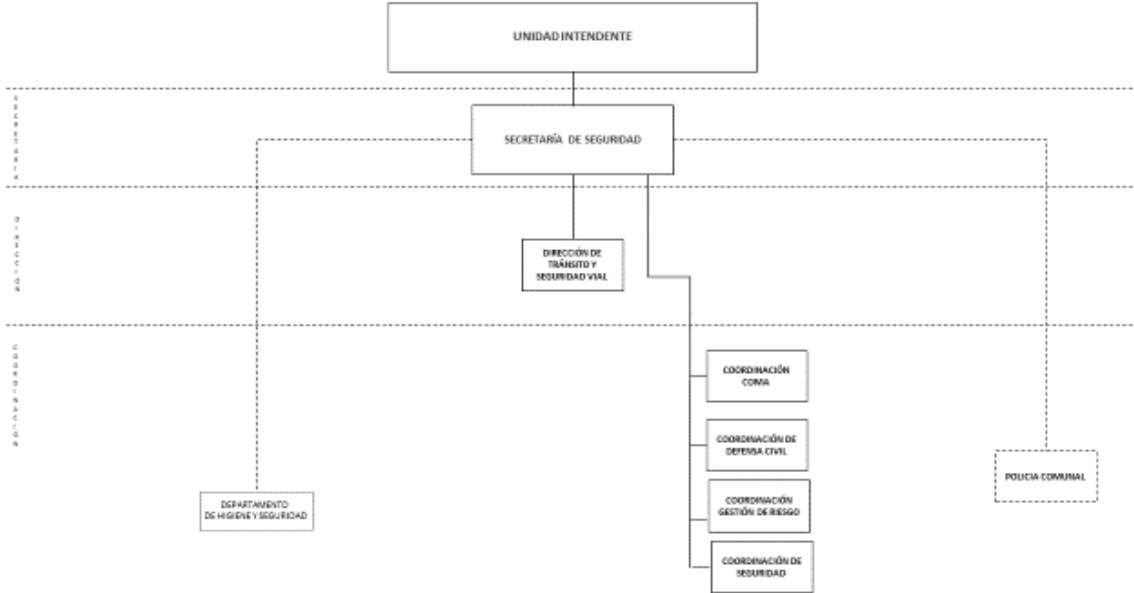 UNIDAD INTENDENTE
SECRETARIA
SECRETARÍA DE SEGURIDAD
DIRECCIÓN
DIRECCIÓN DE
TRÁNSITO Y
SEGURIDAD VIAL
COORDINACIÓN
COORDINACIÓN
COMA
COORDINACIÓN DE
DEFENSA CIVIL
POLICIA COMUNAL
COORDINACIÓN
GESTIÓN DE RIESGO
DEPARTAMENTO
DE HIGIENE Y SEGURIDAD
COORDINACIÓN DE
SEGURIDAD